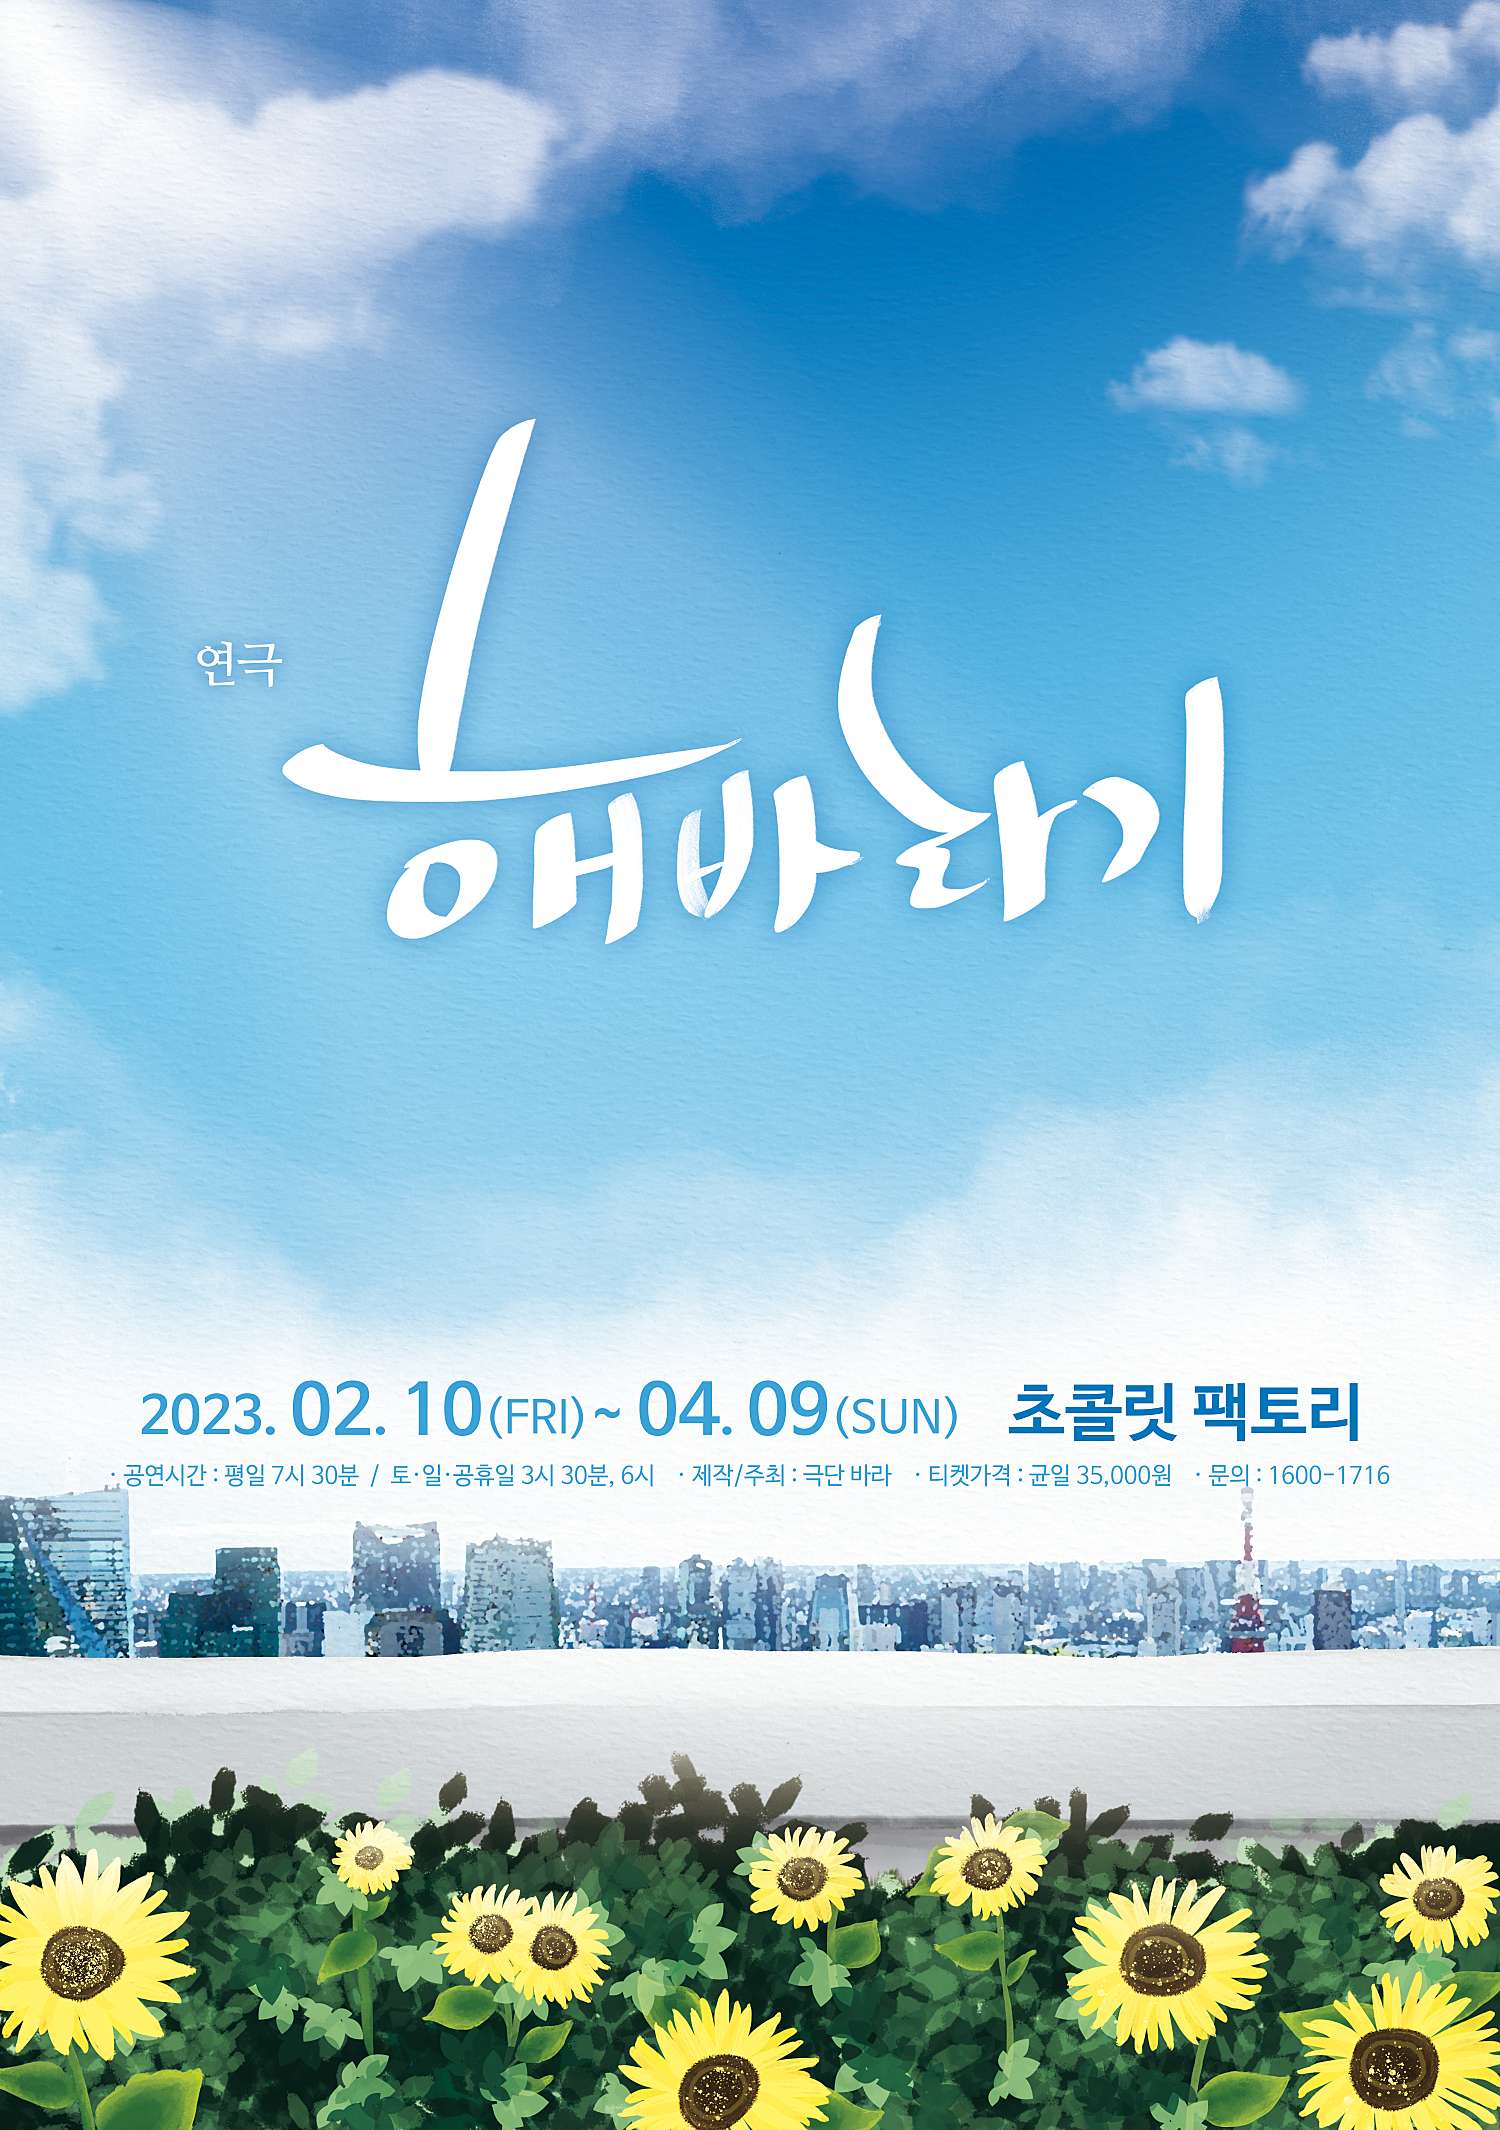 연극
해바라기
2023. 02. 10(FRI) ~ 04. 09(SUN) 초콜릿 팩토리
· 공연시간 : 평일 7시 30분 / 토·일·공휴일 3시 30분, 6시 · 제작/주최 : 극단 바라 · 티켓가격 : 균일 35,000원 · 문의 : 1600-1716